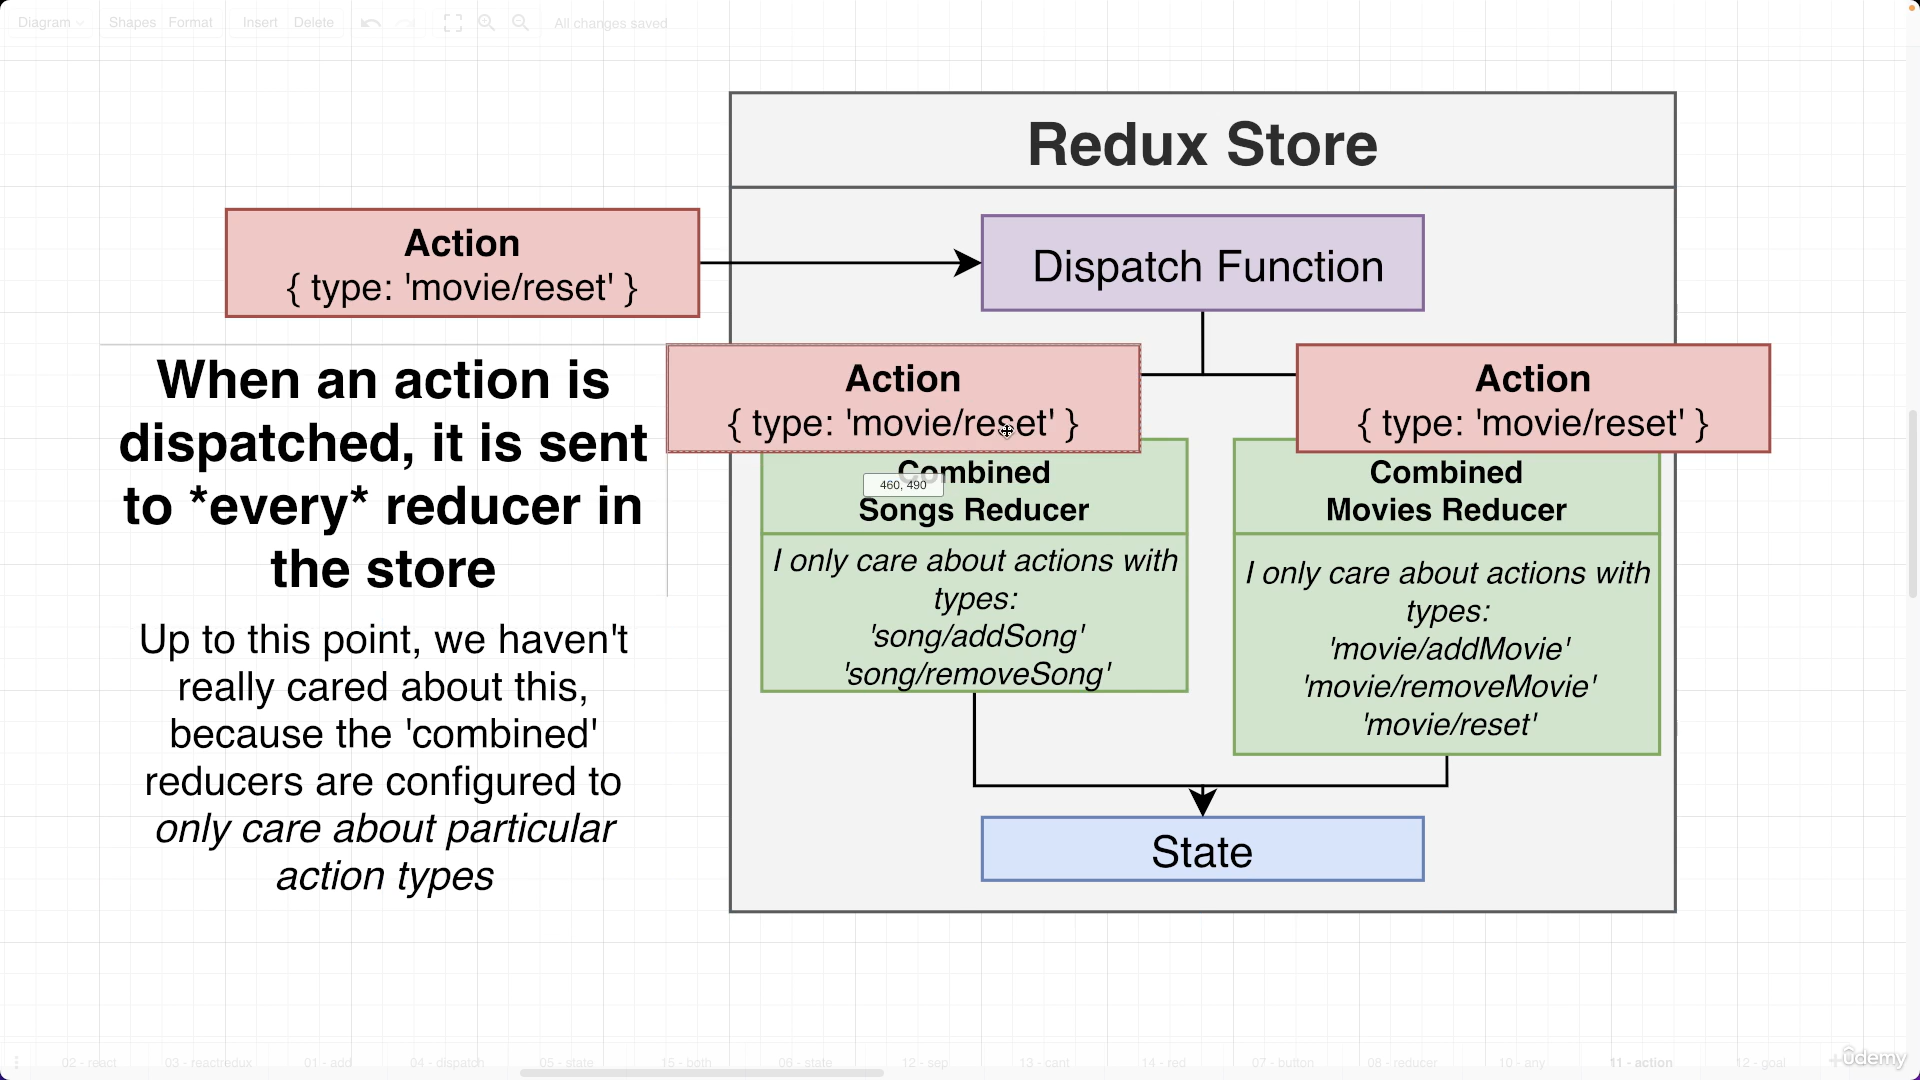 Diagram
Shapes
Format
Insert
Delete
All changes saved
Redux Store
Action
{ type: 'movie/reset' }
Dispatch Function
When an action is
dispatched, it is sent
to *every* reducer in
the store
Up to this point, we haven't
really cared about this,
because the 'combined'
reducers are configured to
only care about particular
action types
Action
{ type: 'movie/reset' }
Action
{ type: 'movie/reset' }
Combined
Songs Reducer
460, 490
I only care about actions with
types:
'song/addSong'
'song/removeSong'
Combined
Movies Reducer
I only care about actions with
types:
'movie/addMovie'
'movie/removeMovie'
'movie/reset'
State
02 - react
03 - reactredux
01 - add
04 - dispatch
05 - state
15 - both
06 - state
12 - sep
13 - cant
14 - red
07 - button
08 - reducer
10 - any
11 - action
12 - goal
ûdemy